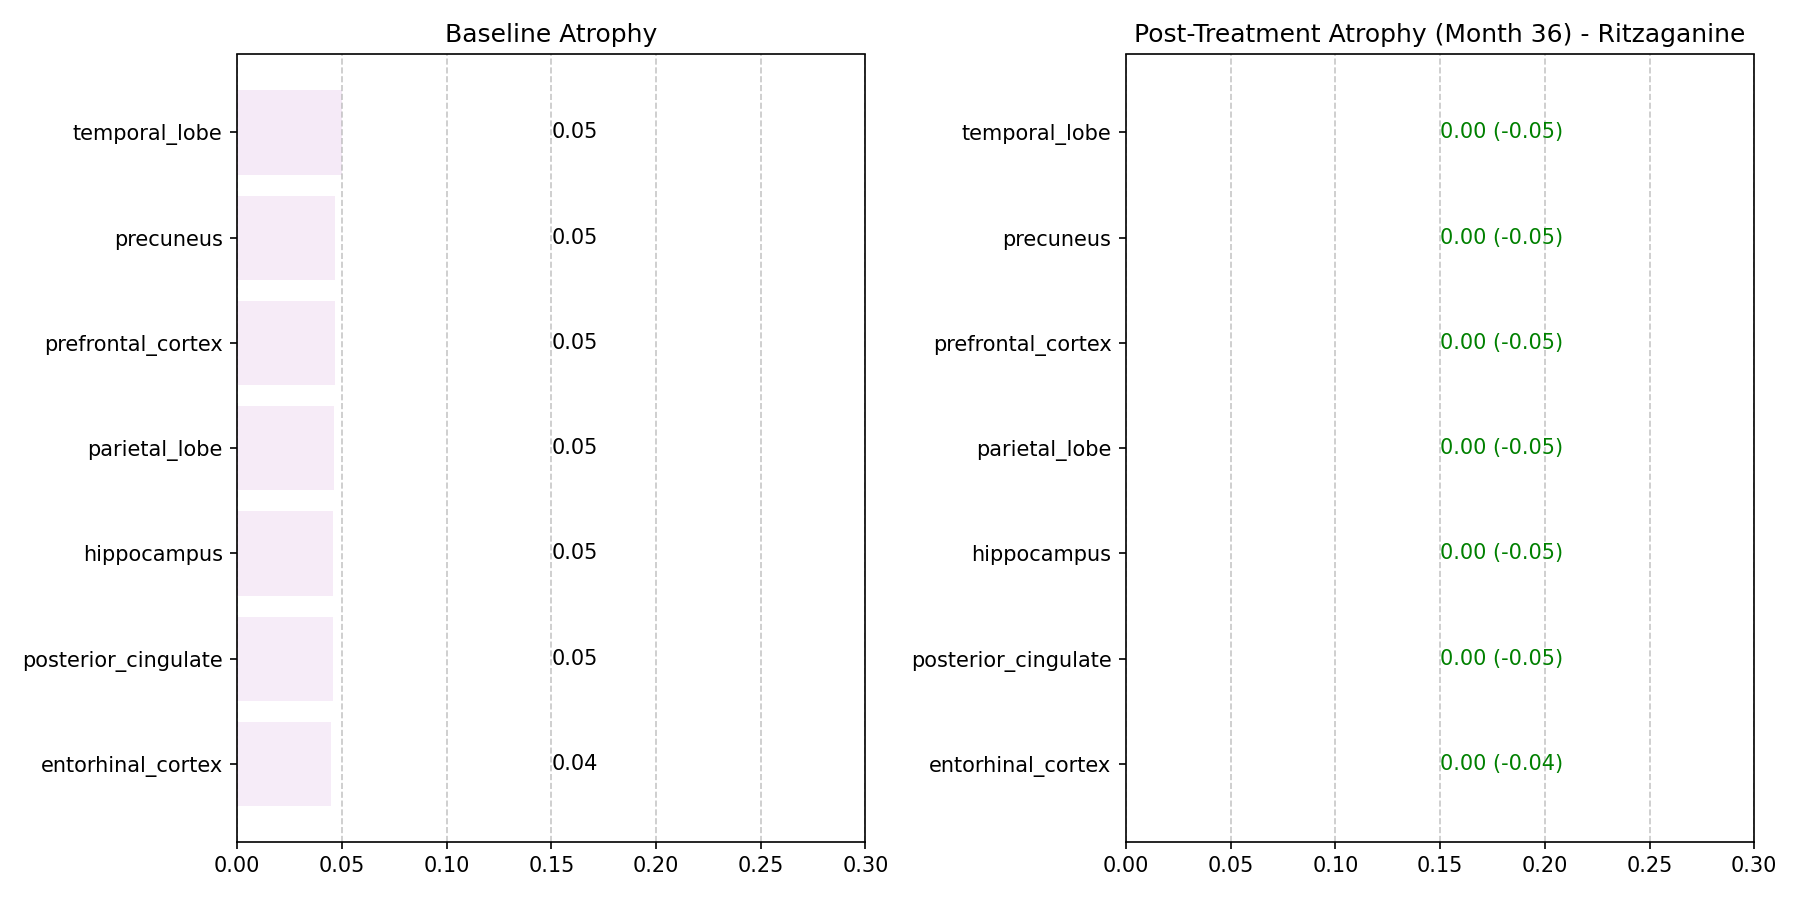 Baseline Atrophy
temporal_lobe 0.05
precuneus 0.05
prefrontal_cortex 0.05
parietal_lobe 0.05
hippocampus 0.05
posterior_cingulate 0.05
entorhinal_cortex 0.04
0.00 0.05 0.10 0.15 0.20 0.25 0.30
Post-Treatment Atrophy (Month 36) - Ritzaganine
temporal_lobe 0.00 (-0.05)
precuneus 0.00 (-0.05)
prefrontal_cortex 0.00 (-0.05)
parietal_lobe 0.00 (-0.05)
hippocampus 0.00 (-0.05)
posterior_cingulate 0.00 (-0.05)
entorhinal_cortex 0.00 (-0.04)
0.00 0.05 0.10 0.15 0.20 0.25 0.30